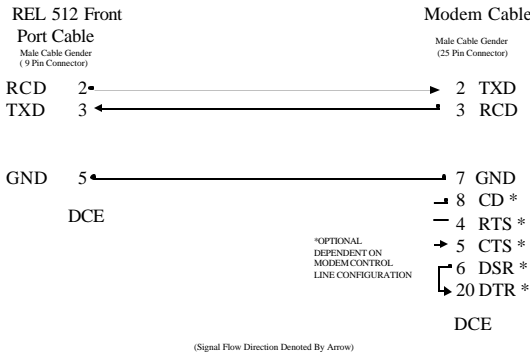 REL 512 Front
Port Cable
Male Cable Gender
( 9 Pin Connector)
Modem Cable
Male Cable Gender
(25 Pin Connector)
RCD 2 2 TXD
TXD 3 3 RCD
GND 5 7 GND
8 CD *
DCE
4 RTS *
5 CTS *
6 DSR *
20 DTR *
*OPTIONAL
DEPENDENT ON
MODEM CONTROL
LINE CONFIGURATION
DCE
(Signal Flow Direction Denoted By Arrow)